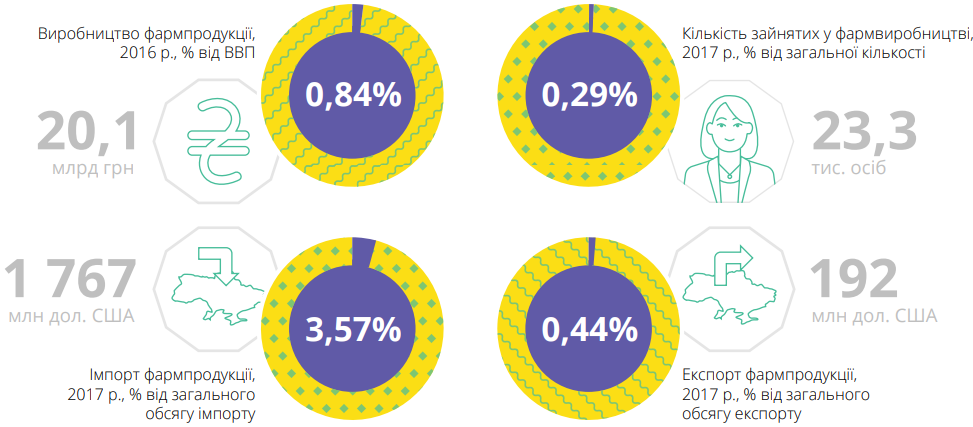 Виробництво фармпродукції,
2016 р., % від ВВП
20,1
млрд грн
0,84%
Кількість зайнятих у фармвиробництві,
2017 р., % від загальної кількості
0,29%
23,3
тис. осіб
1 767
млн дол. США
3,57%
Імпорт фармпродукції,
2017 р., % від загального
обсягу імпорту
0,44%
192
млн дол. США
Експорт фармпродукції,
2017 р., % від загального
обсягу експорту